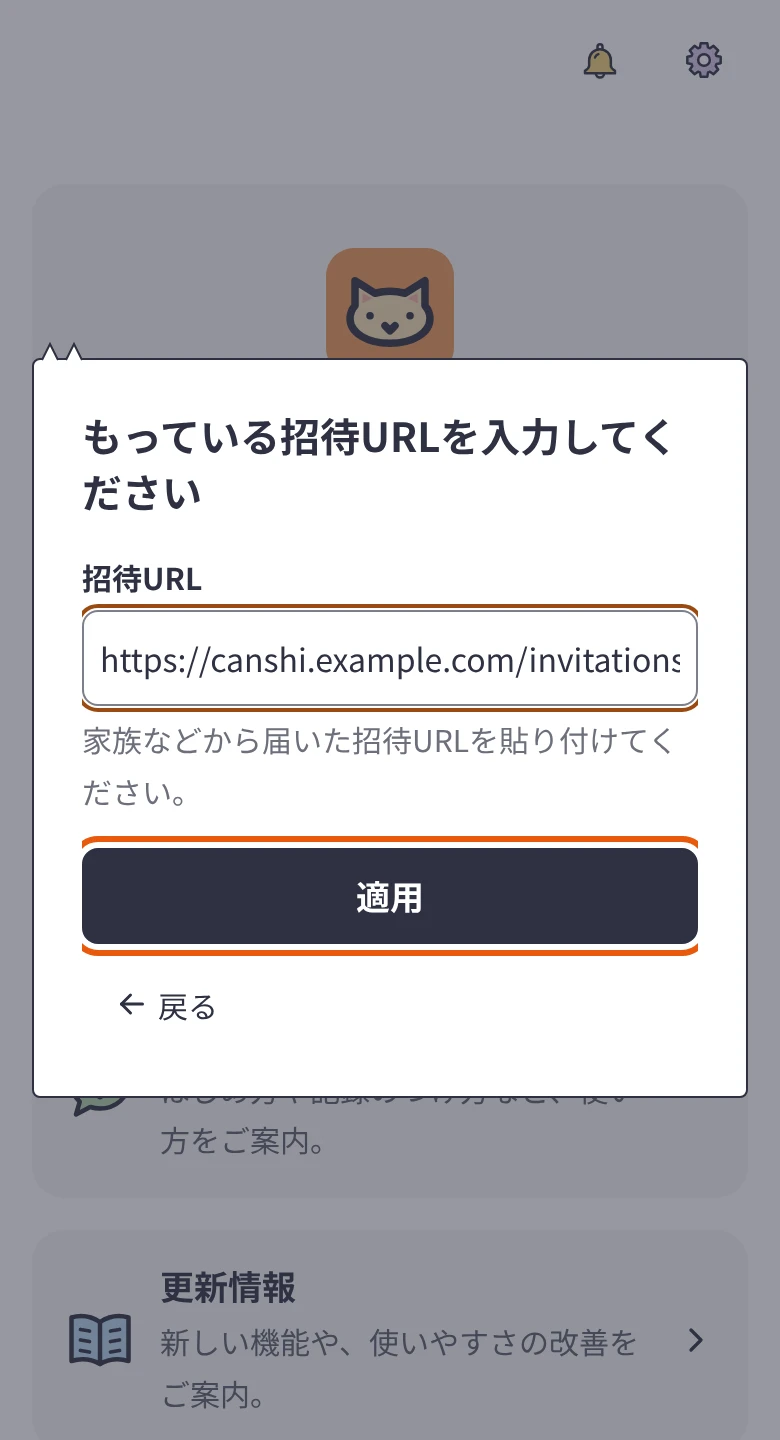 もっている招待URLを入力してく
ださい
招待URL
https://canshi.example.com/invitations
家族などから届いた招待URLを貼り付けてく
ださい。
適用
← 戻る
方をご案内。
更新情報
新しい機能や、使いやすさの改善を
ご案内。